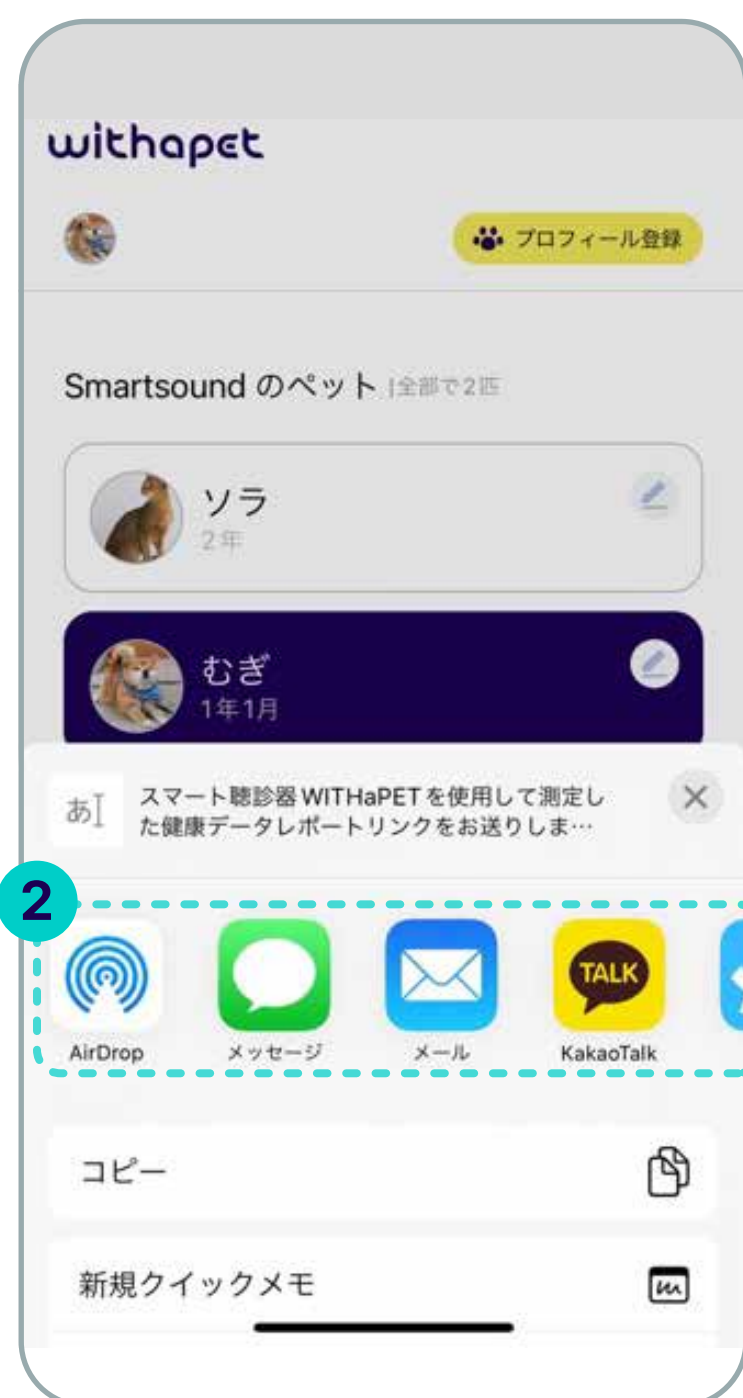 withapet
プロフィール登録
Smartsound のペット |全部で2匹
ソラ
2年
むぎ
1年1月
あ
スマート聴診器 WITHaPET を使用して測定し
た健康データレポートリンクをお送りしま…
2
TALK
AirDrop メッセージ メール KakaoTalk
コピー
新規クイックメモ